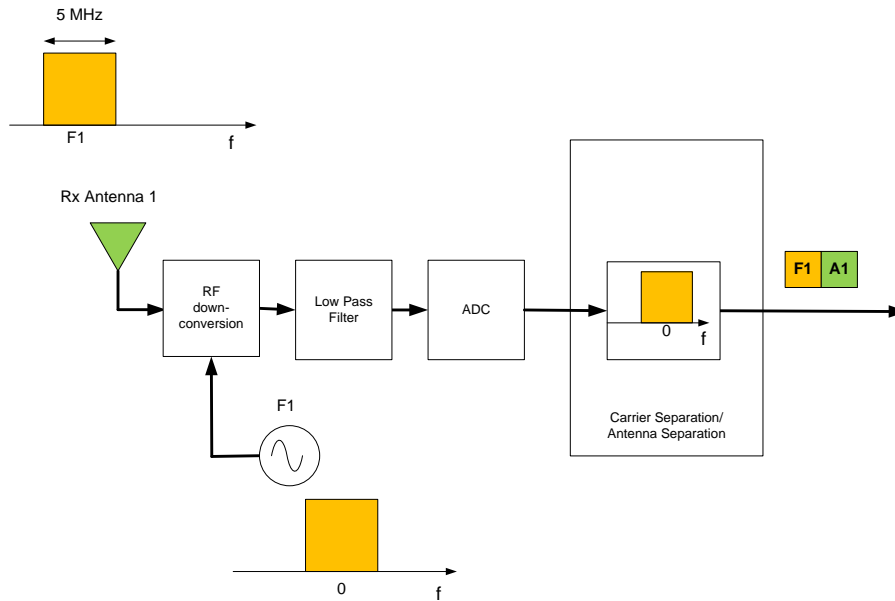 5 MHz
F1
f
Rx Antenna 1
RF
down-
conversion
Low Pass
Filter
ADC
0
f
F1 A1
Carrier Separation/
Antenna Separation
F1
0
f